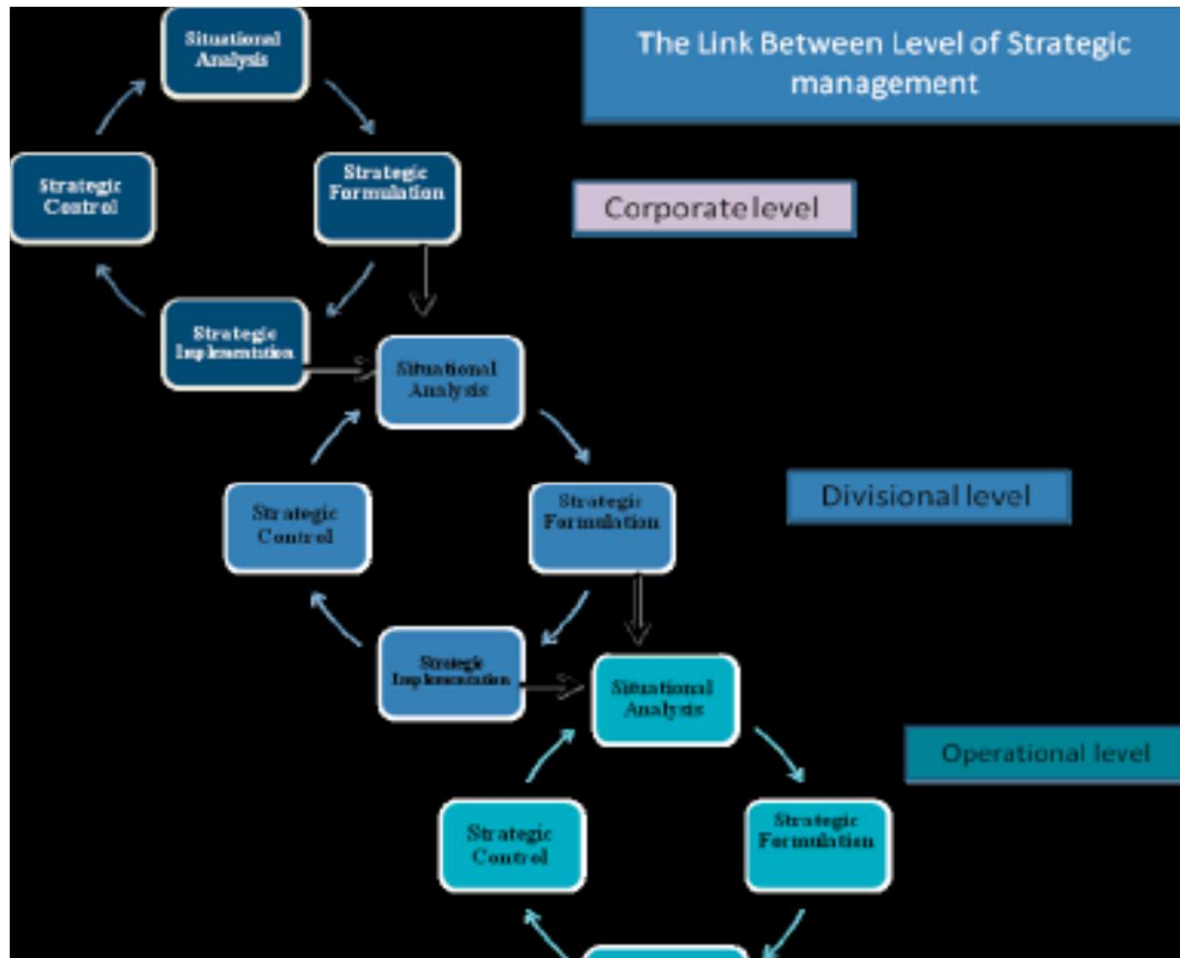 The Link Between Level of Strategic
management
Situational
Analysis
Strategic
Control
Strategic
Formulation
Strategic
Implementation
Corporate level
Situational
Analysis
Strategic
Control
Strategic
Formulation
Strategic
Implementation
Divisional level
Situational
Analysis
Strategic
Control
Strategic
Formulation
Operational level